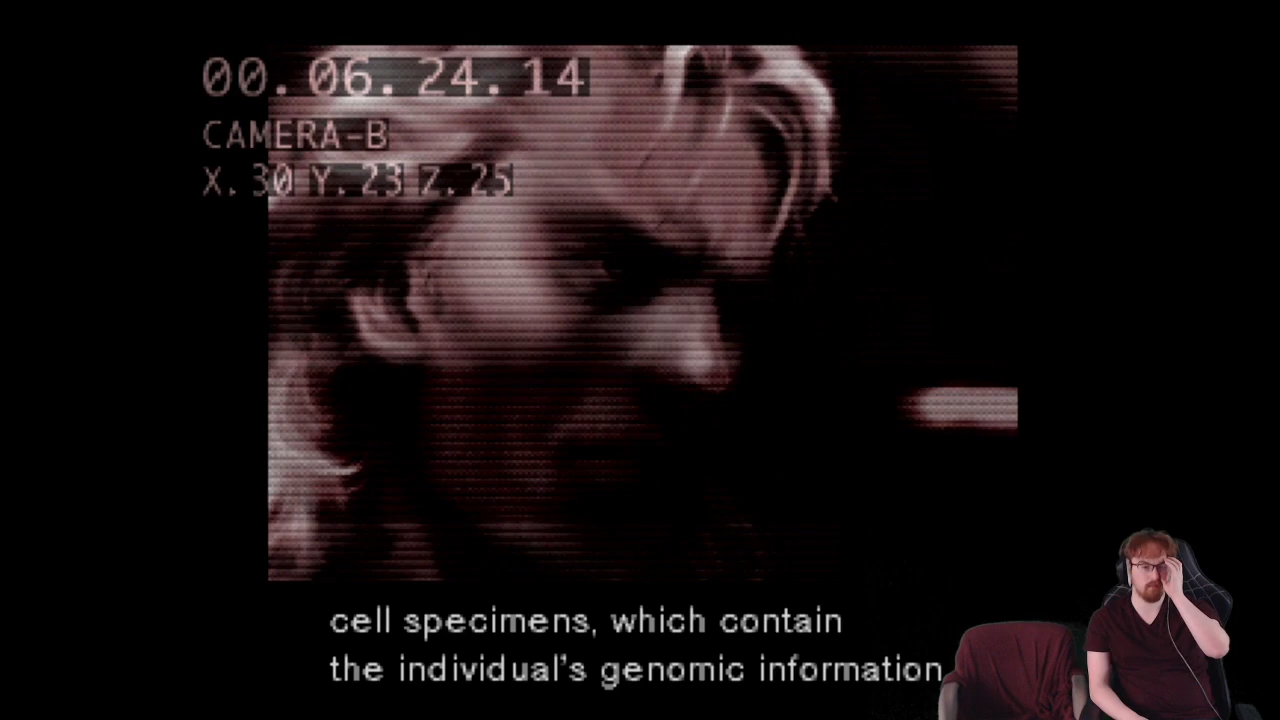 00.06.24.14
CAMERA-B
X.30 Y.23 Z.25
cell specimens, which contain
the individual's genomic information